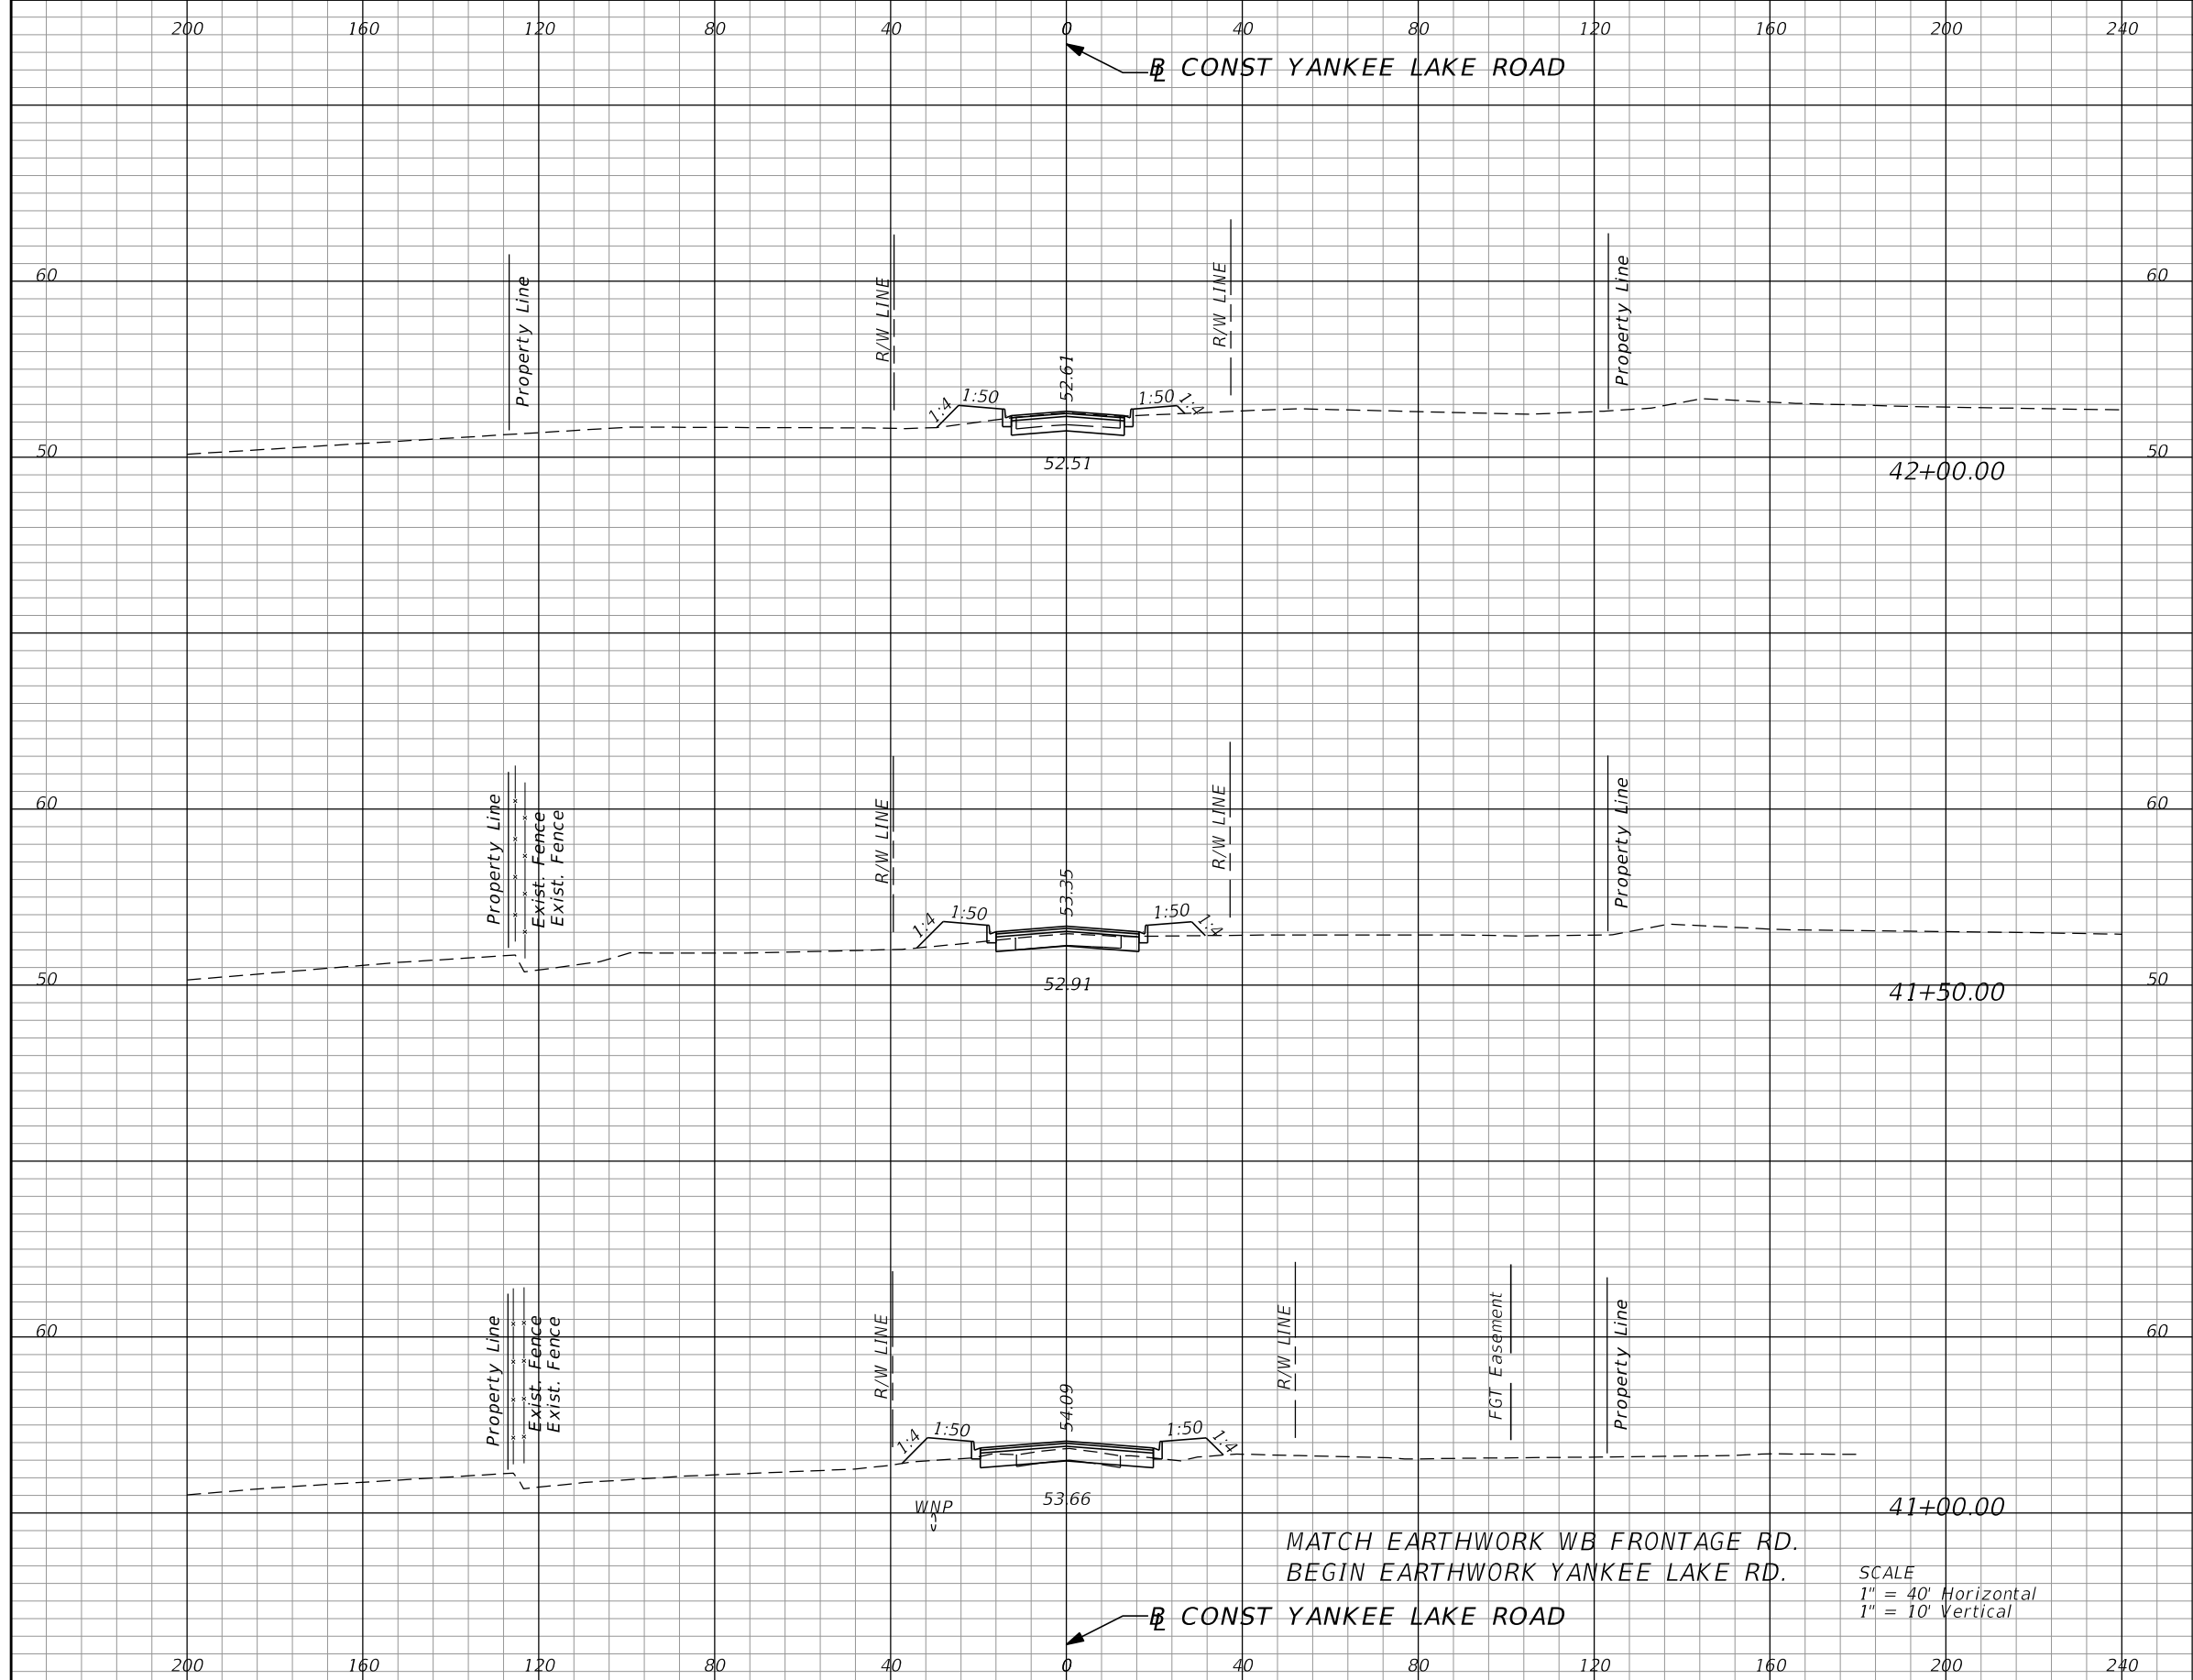 200 160 120 80 40 0 40 80 120 160 200 240
BL CONST YANKEE LAKE ROAD
60 60
Property Line
R/W LINE
R/W LINE
Property Line
1:4 1:50 52.61 1:50 1:4
50 52.51 50
42+00.00
60 60
Property Line
Exist. Fence
Exist. Fence
R/W LINE
R/W LINE
Property Line
1:4 1:50 53.35 1:50 1:4
50 52.91 50
41+50.00
60 60
Property Line
Exist. Fence
Exist. Fence
R/W LINE
R/W LINE
FGT Easement
Property Line
1:4 1:50 54.09 1:50 1:4
WNP 53.66
41+00.00
MATCH EARTHWORK WB FRONTAGE RD.
BEGIN EARTHWORK YANKEE LAKE RD.
SCALE
1" = 40' Horizontal
1" = 10' Vertical
BL CONST YANKEE LAKE ROAD
200 160 120 80 40 0 40 80 120 160 200 240